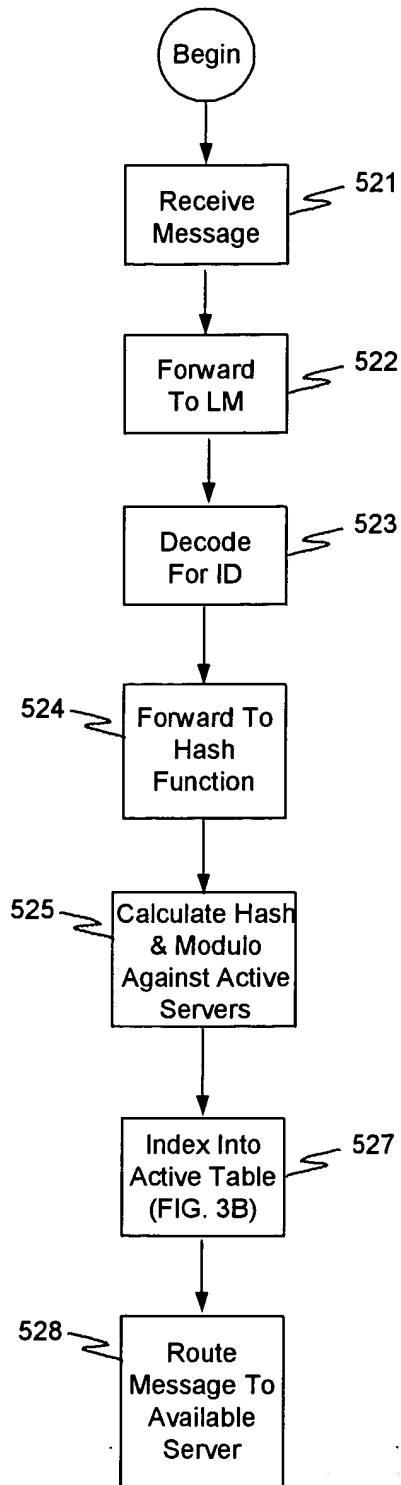 Begin
Receive
Message
521
Forward
To LM
522
Decode
For ID
523
524
Forward To
Hash
Function
525
Calculate Hash
& Modulo
Against Active
Servers
Index Into
Active Table
(FIG. 3B)
527
528
Route
Message To
Available
Server